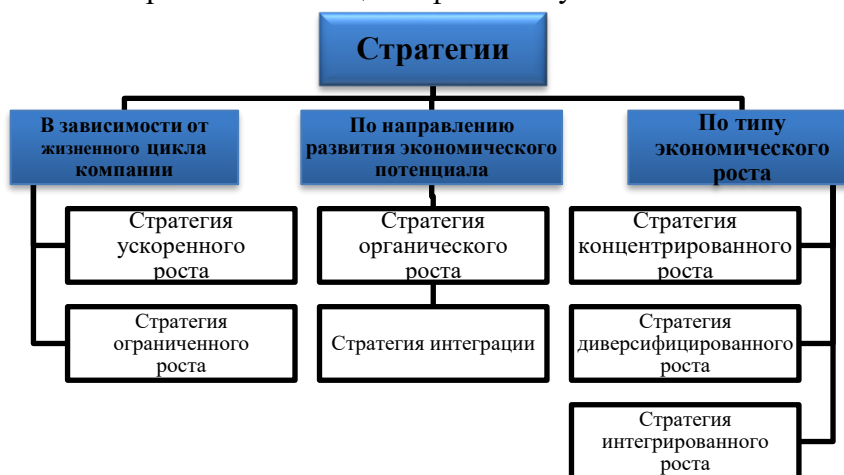 Стратегии
В зависимости от
жизненного цикла
компании
По направлению
развития экономического
потенциала
По типу
экономического
роста
Стратегия
ускоренного
роста
Стратегия
органического
роста
Стратегия
концентрированного
роста
Стратегия
ограниченного
роста
Стратегия интеграции
Стратегия
диверсифицированного
роста
Стратегия
интегрированного
роста